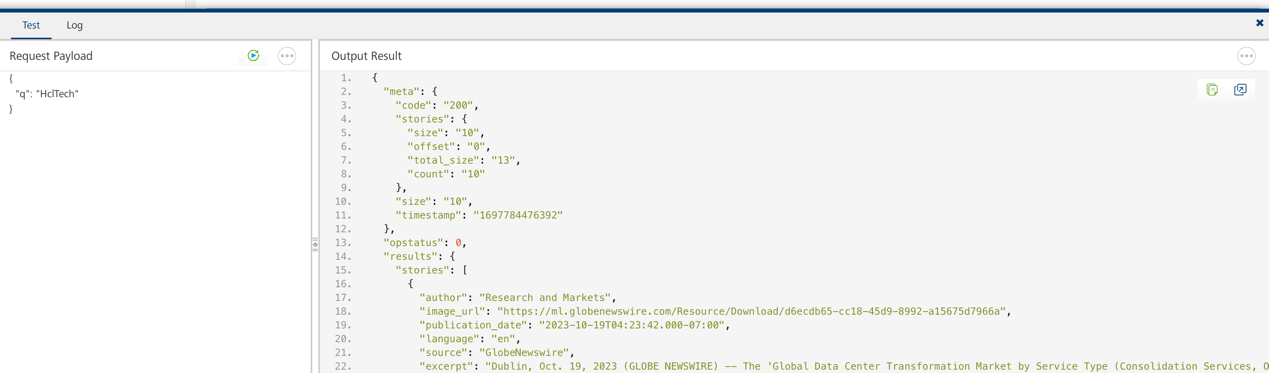 Test Log
Request Payload
{
"q": "HclTech"
}
Output Result
1. {
2. "meta": {
3. "code": "200",
4. "stories": {
5. "size": "10",
6. "offset": "0",
7. "total_size": "13",
8. "count": "10"
9. },
10. "size": "10",
11. "timestamp": "1697784476392"
12. },
13. "opstatus": 0,
14. "results": {
15. "stories": [
16. {
17. "author": "Research and Markets",
18. "image_url": "https://ml.globenewswire.com/Resource/Download/d6ecdb65-cc18-45d9-8992-a15675d7966a",
19. "publication_date": "2023-10-19T04:23:42.000-07:00",
20. "language": "en",
21. "source": "GlobeNewswire",
22. "excerpt": "Dublin, Oct. 19, 2023 (GLOBE NEWSWIRE) -- The 'Global Data Center Transformation Market by Service Type (Consolidation Services, O